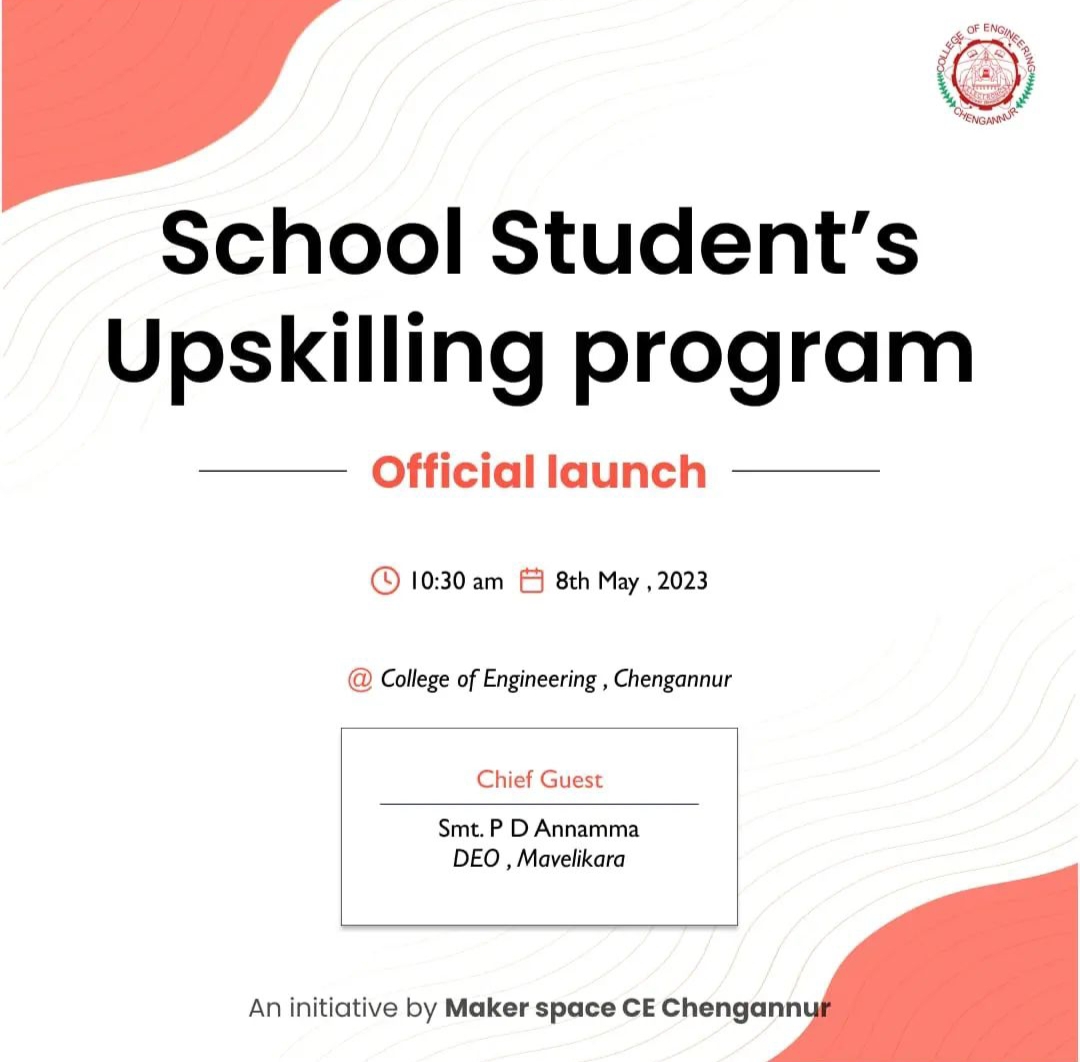 COLLEGE OF ENGINEERING
CHENGANNUR
School Student’s
Upskilling program
Official launch
10:30 am 8th May , 2023
@ College of Engineering , Chengannur
Chief Guest
Smt. P D Annamma
DEO , Mavelikara
An initiative by Maker space CE Chengannur